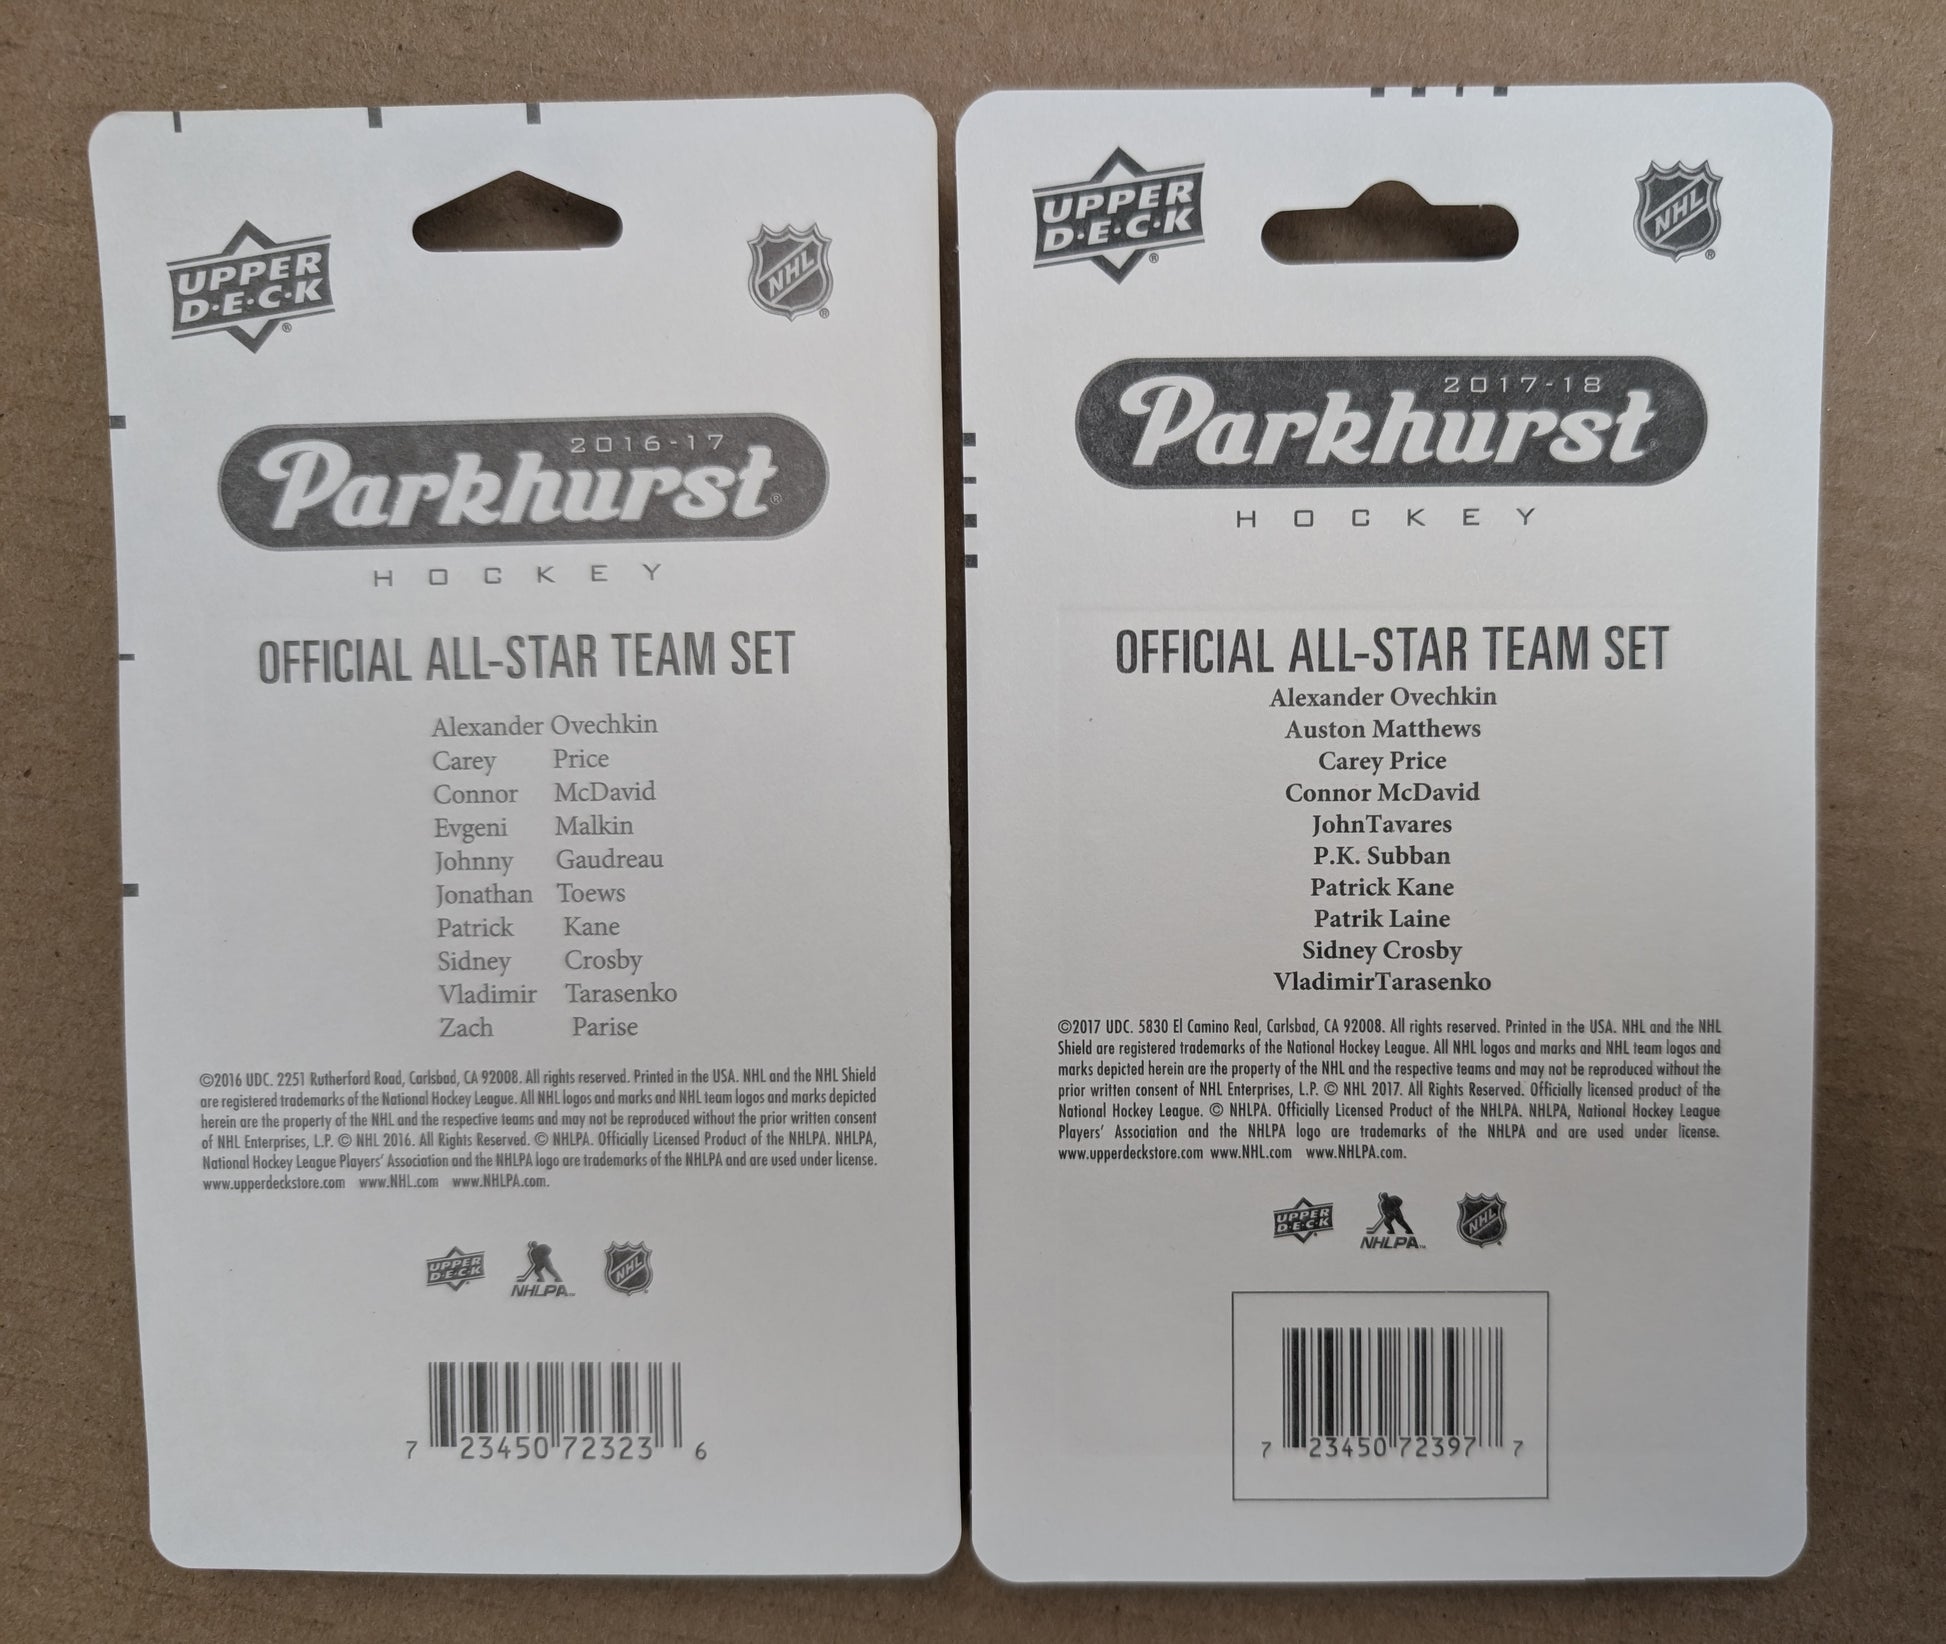 UPPER
D·E·C·K
®
NHL
®
2016-17
Parkhurst®
HOCKEY
OFFICIAL ALL-STAR TEAM SET
Alexander Ovechkin
Carey Price
Connor McDavid
Evgeni Malkin
Johnny Gaudreau
Jonathan Toews
Patrick Kane
Sidney Crosby
Vladimir Tarasenko
Zach Parise
©2016 UDC. 2251 Rutherford Road, Carlsbad, CA 92008. All rights reserved. Printed in the USA. NHL and the NHL Shield
are registered trademarks of the National Hockey League. All NHL logos and marks and NHL team logos and marks depicted
herein are the property of the NHL and the respective teams and may not be reproduced without the prior written consent
of NHL Enterprises, L.P. © NHL 2016. All Rights Reserved. © NHLPA. Officially Licensed Product of the NHLPA. NHLPA,
National Hockey League Players' Association and the NHLPA logo are trademarks of the NHLPA and are used under license.
www.upperdeckstore.com www.NHL.com www.NHLPA.com.
UPPER
D·E·C·K
NHLPA™
NHL
7 23450 72323 6
UPPER
D·E·C·K
®
NHL
®
2017-18
Parkhurst®
HOCKEY
OFFICIAL ALL-STAR TEAM SET
Alexander Ovechkin
Auston Matthews
Carey Price
Connor McDavid
JohnTavares
P.K. Subban
Patrick Kane
Patrik Laine
Sidney Crosby
VladimirTarasenko
©2017 UDC. 5830 El Camino Real, Carlsbad, CA 92008. All rights reserved. Printed in the USA. NHL and the NHL
Shield are registered trademarks of the National Hockey League. All NHL logos and marks and NHL team logos and
marks depicted herein are the property of the NHL and the respective teams and may not be reproduced without the
prior written consent of NHL Enterprises, L.P. © NHL 2017. All Rights Reserved. Officially licensed product of the
National Hockey League. © NHLPA. Officially Licensed Product of the NHLPA. NHLPA, National Hockey League
Players' Association and the NHLPA logo are trademarks of the NHLPA and are used under license.
www.upperdeckstore.com www.NHL.com www.NHLPA.com.
UPPER
D·E·C·K
NHLPA™
NHL
7 23450 72397 7